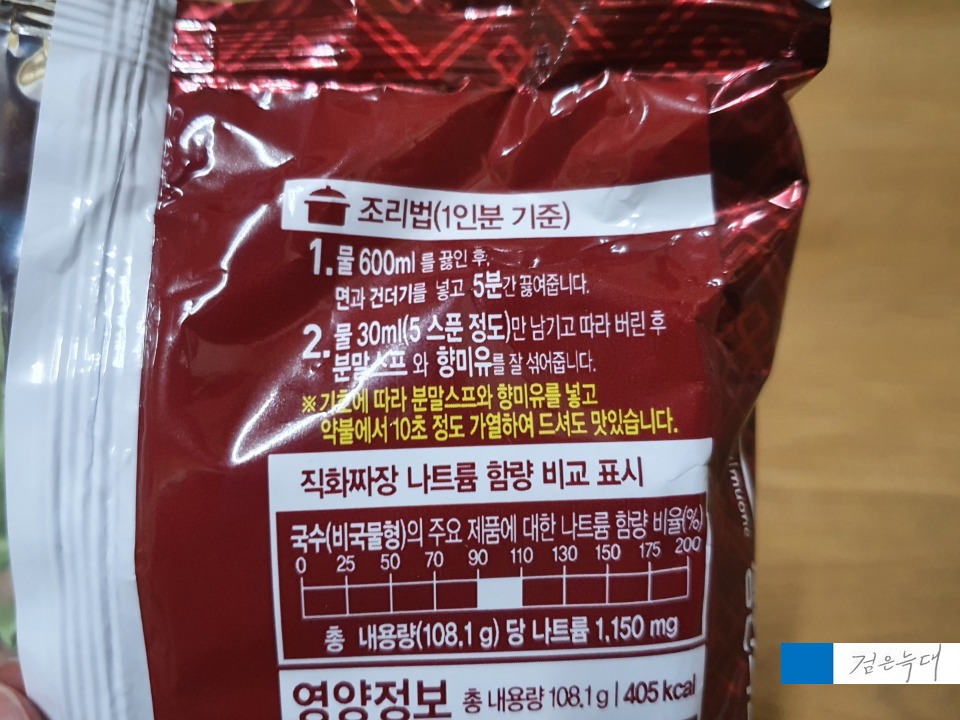 조리법(1인분 기준)
1. 물 600ml 를 끓인 후,
면과 건더기를 넣고 5분간 끓여줍니다.
2. 물 30ml(5 스푼 정도)만 남기고 따라 버린 후
분말스프 와 향미유를 잘 섞어줍니다.
※ 기호에 따라 분말스프와 향미유를 넣고
약불에서 10초 정도 가열하여 드셔도 맛있습니다.
직화짜장 나트륨 함량 비교 표시
국수(비국물형)의 주요 제품에 대한 나트륨 함량 비율(%)
0 25 50 70 90 110 130 150 175 200
총 내용량(108.1 g) 당 나트륨 1,150 mg
영양정보 총 내용량 108.1g | 405 kcal
검은늑대